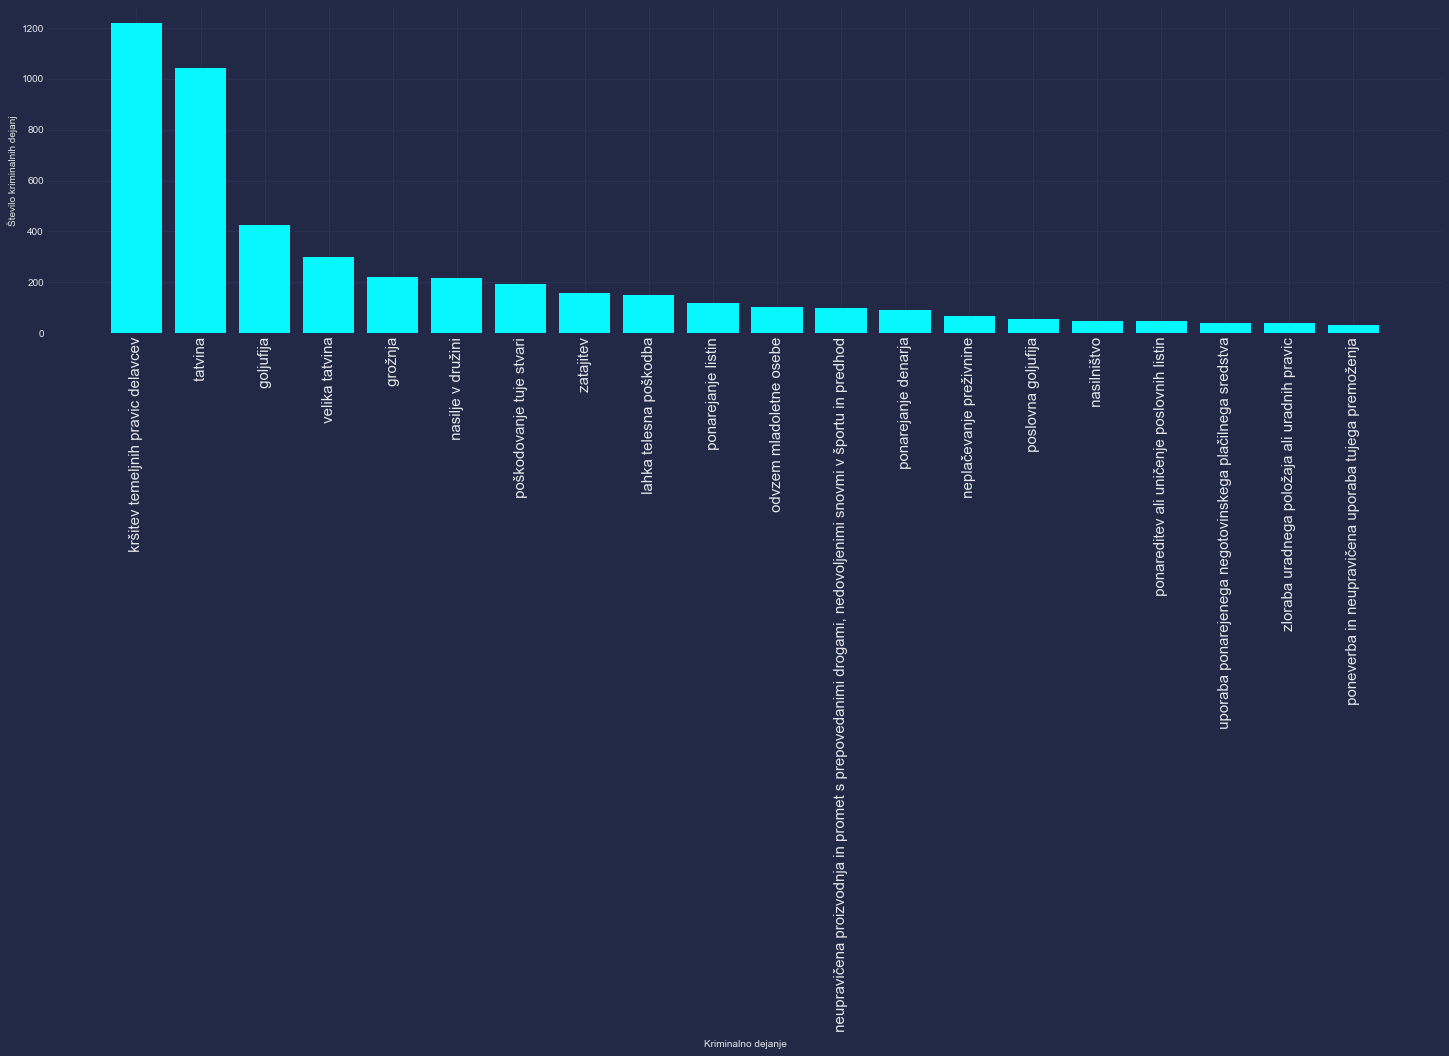 Število kriminalnih dejanj
1200
1000
800
600
400
200
0
kršitev temeljnih pravic delavcev
tatvina
goljufija
velika tatvina
grožnja
nasilje v družini
poškodovanje tuje stvari
zatajitev
lahka telesna poškodba
ponarejanje listin
odvzem mladoletne osebe
neupravičena proizvodnja in promet s prepovedanimi drogami, nedovoljenimi snovmi v športu in predhod
ponarejanje denarja
neplačevanje preživnine
poslovna goljufija
nasilništvo
ponareditev ali uničenje poslovnih listin
uporaba ponarejenega negotovinskega plačilnega sredstva
zloraba uradnega položaja ali uradnih pravic
poneverba in neupravičena uporaba tujega premoženja
Kriminalno dejanje